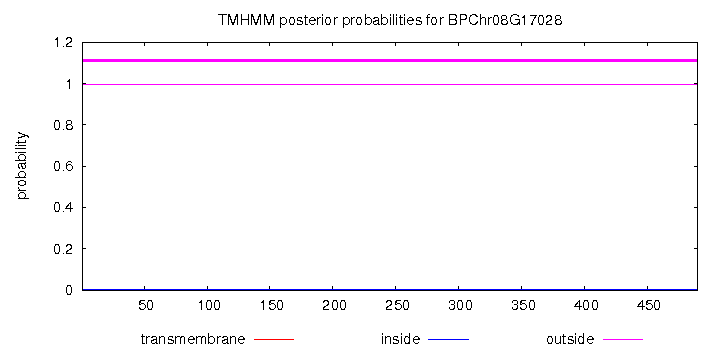 TMHMM posterior probabilities for BPChr08G17028
1.2
1
0.8
0.6
0.4
0.2
0
probability
50 100 150 200 250 300 350 400 450
transmembrane inside outside